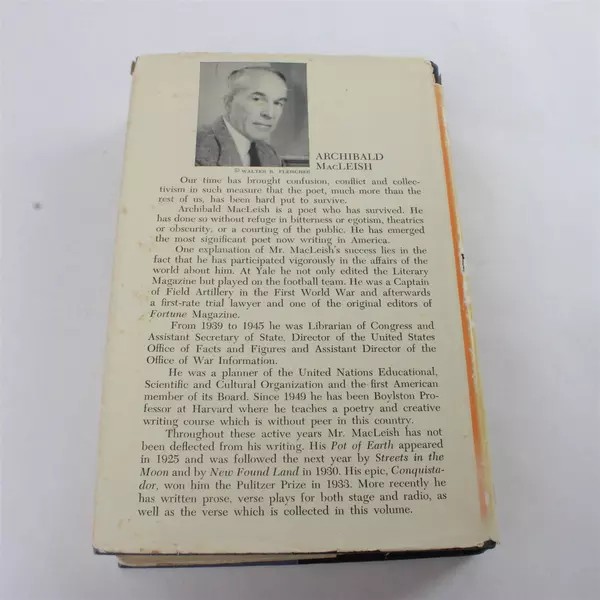 © WALTER R. FLEISCHER
ARCHIBALD
MACLEISH
Our time has brought confusion, conflict and collec-
tivism in such measure that the poet, much more than the
rest of us, has been hard put to survive.
Archibald MacLeish is a poet who has survived. He
has done so without refuge in bitterness or egotism, theatrics
or obscurity, or a courting of the public. He has emerged
the most significant poet now writing in America.
One explanation of Mr. MacLeish's success lies in the
fact that he has participated vigorously in the affairs of the
world about him. At Yale he not only edited the Literary
Magazine but played on the football team. He was a Captain
of Field Artillery in the First World War and afterwards
a first-rate trial lawyer and one of the original editors of
Fortune Magazine.
From 1939 to 1945 he was Librarian of Congress and
Assistant Secretary of State, Director of the United States
Office of Facts and Figures and Assistant Director of the
Office of War Information.
He was a planner of the United Nations Educational,
Scientific and Cultural Organization and the first American
member of its Board. Since 1949 he has been Boylston Pro-
fessor at Harvard where he teaches a poetry and creative
writing course which is without peer in this country.
Throughout these active years Mr. MacLeish has not
been deflected from his writing. His Pot of Earth appeared
in 1925 and was followed the next year by Streets in the
Moon and by New Found Land in 1930. His epic, Conquista-
dor, won him the Pulitzer Prize in 1933. More recently he
has written prose, verse plays for both stage and radio, as
well as the verse which is collected in this volume.